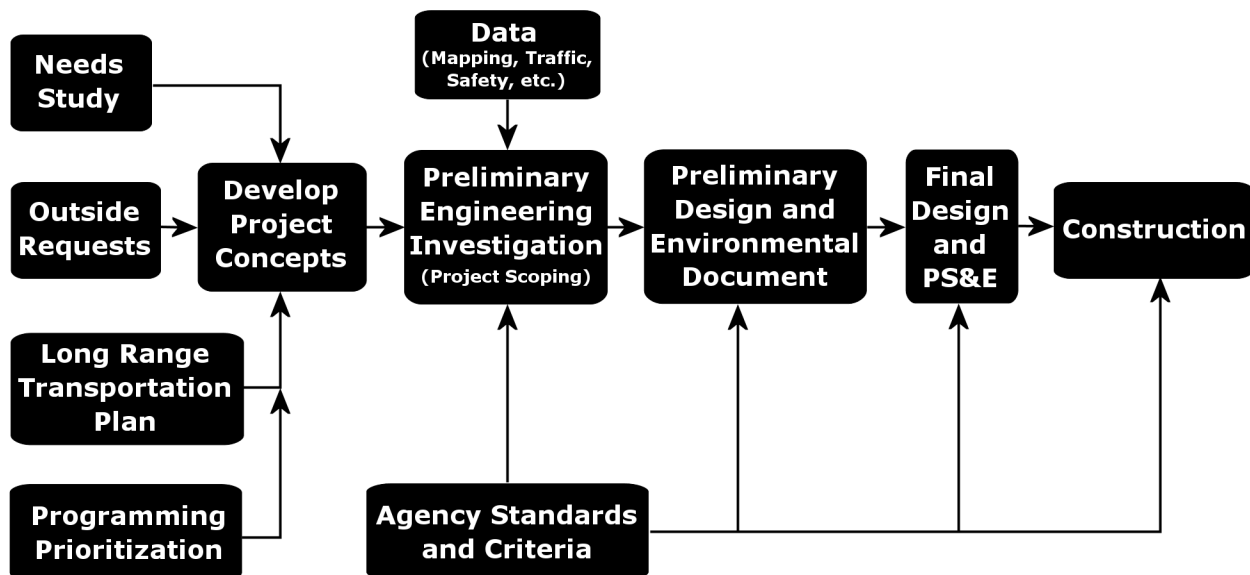 Needs
Study
Data
(Mapping, Traffic,
Safety, etc.)
Outside
Requests
Develop
Project
Concepts
Preliminary
Engineering
Investigation
(Project Scoping)
Preliminary
Design and
Environmental
Document
Final
Design
and
PS&E
Construction
Long Range
Transportation
Plan
Programming
Prioritization
Agency Standards
and Criteria